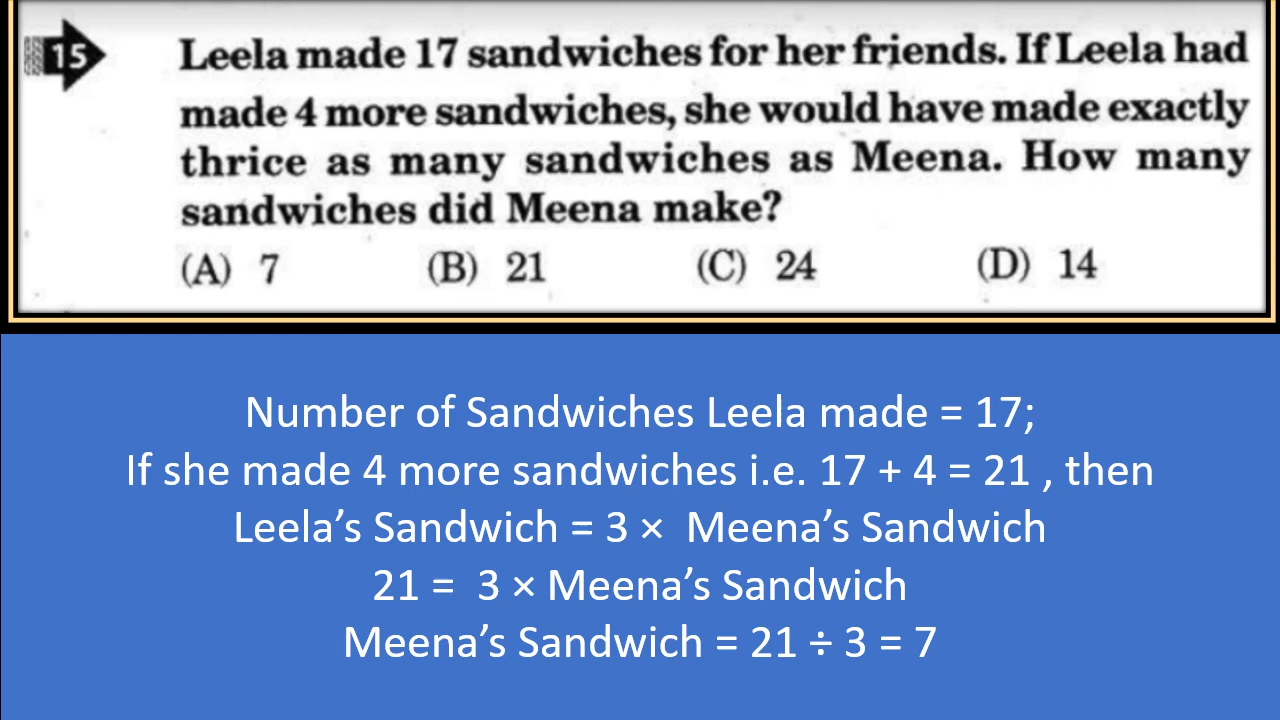 15
Leela made 17 sandwiches for her friends. If Leela had
made 4 more sandwiches, she would have made exactly
thrice as many sandwiches as Meena. How many
sandwiches did Meena make?
(A) 7 (B) 21 (C) 24 (D) 14
Number of Sandwiches Leela made = 17;
If she made 4 more sandwiches i.e. 17 + 4 = 21 , then
Leela’s Sandwich = 3 × Meena’s Sandwich
21 = 3 × Meena’s Sandwich
Meena’s Sandwich = 21 ÷ 3 = 7